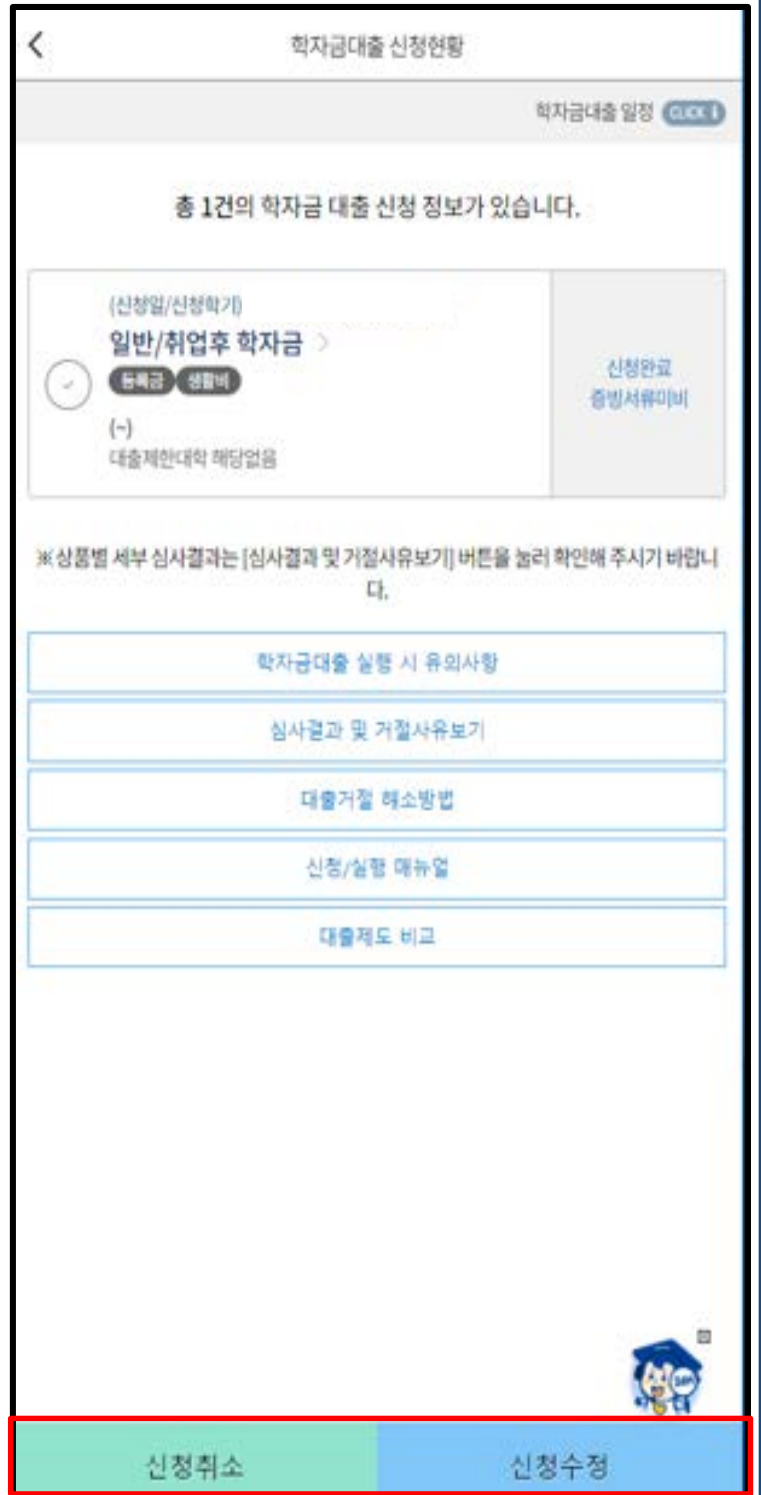 학자금대출 신청현황
학자금대출 일정 CLICK !
총 1건의 학자금 대출 신청 정보가 있습니다.
(신청일/신청학기)
일반/취업후 학자금 >
등록금 생활비
신청완료
증빙서류미비
(~)
대출제한대학 해당없음
※ 상품별 세부 심사결과는 [심사결과 및 거절사유보기] 버튼을 눌러 확인해 주시기 바랍니
다.
학자금대출 실행 시 유의사항
심사결과 및 거절사유보기
대출거절 해소방법
신청/실행 매뉴얼
대출제도 비교
신청취소 신청수정